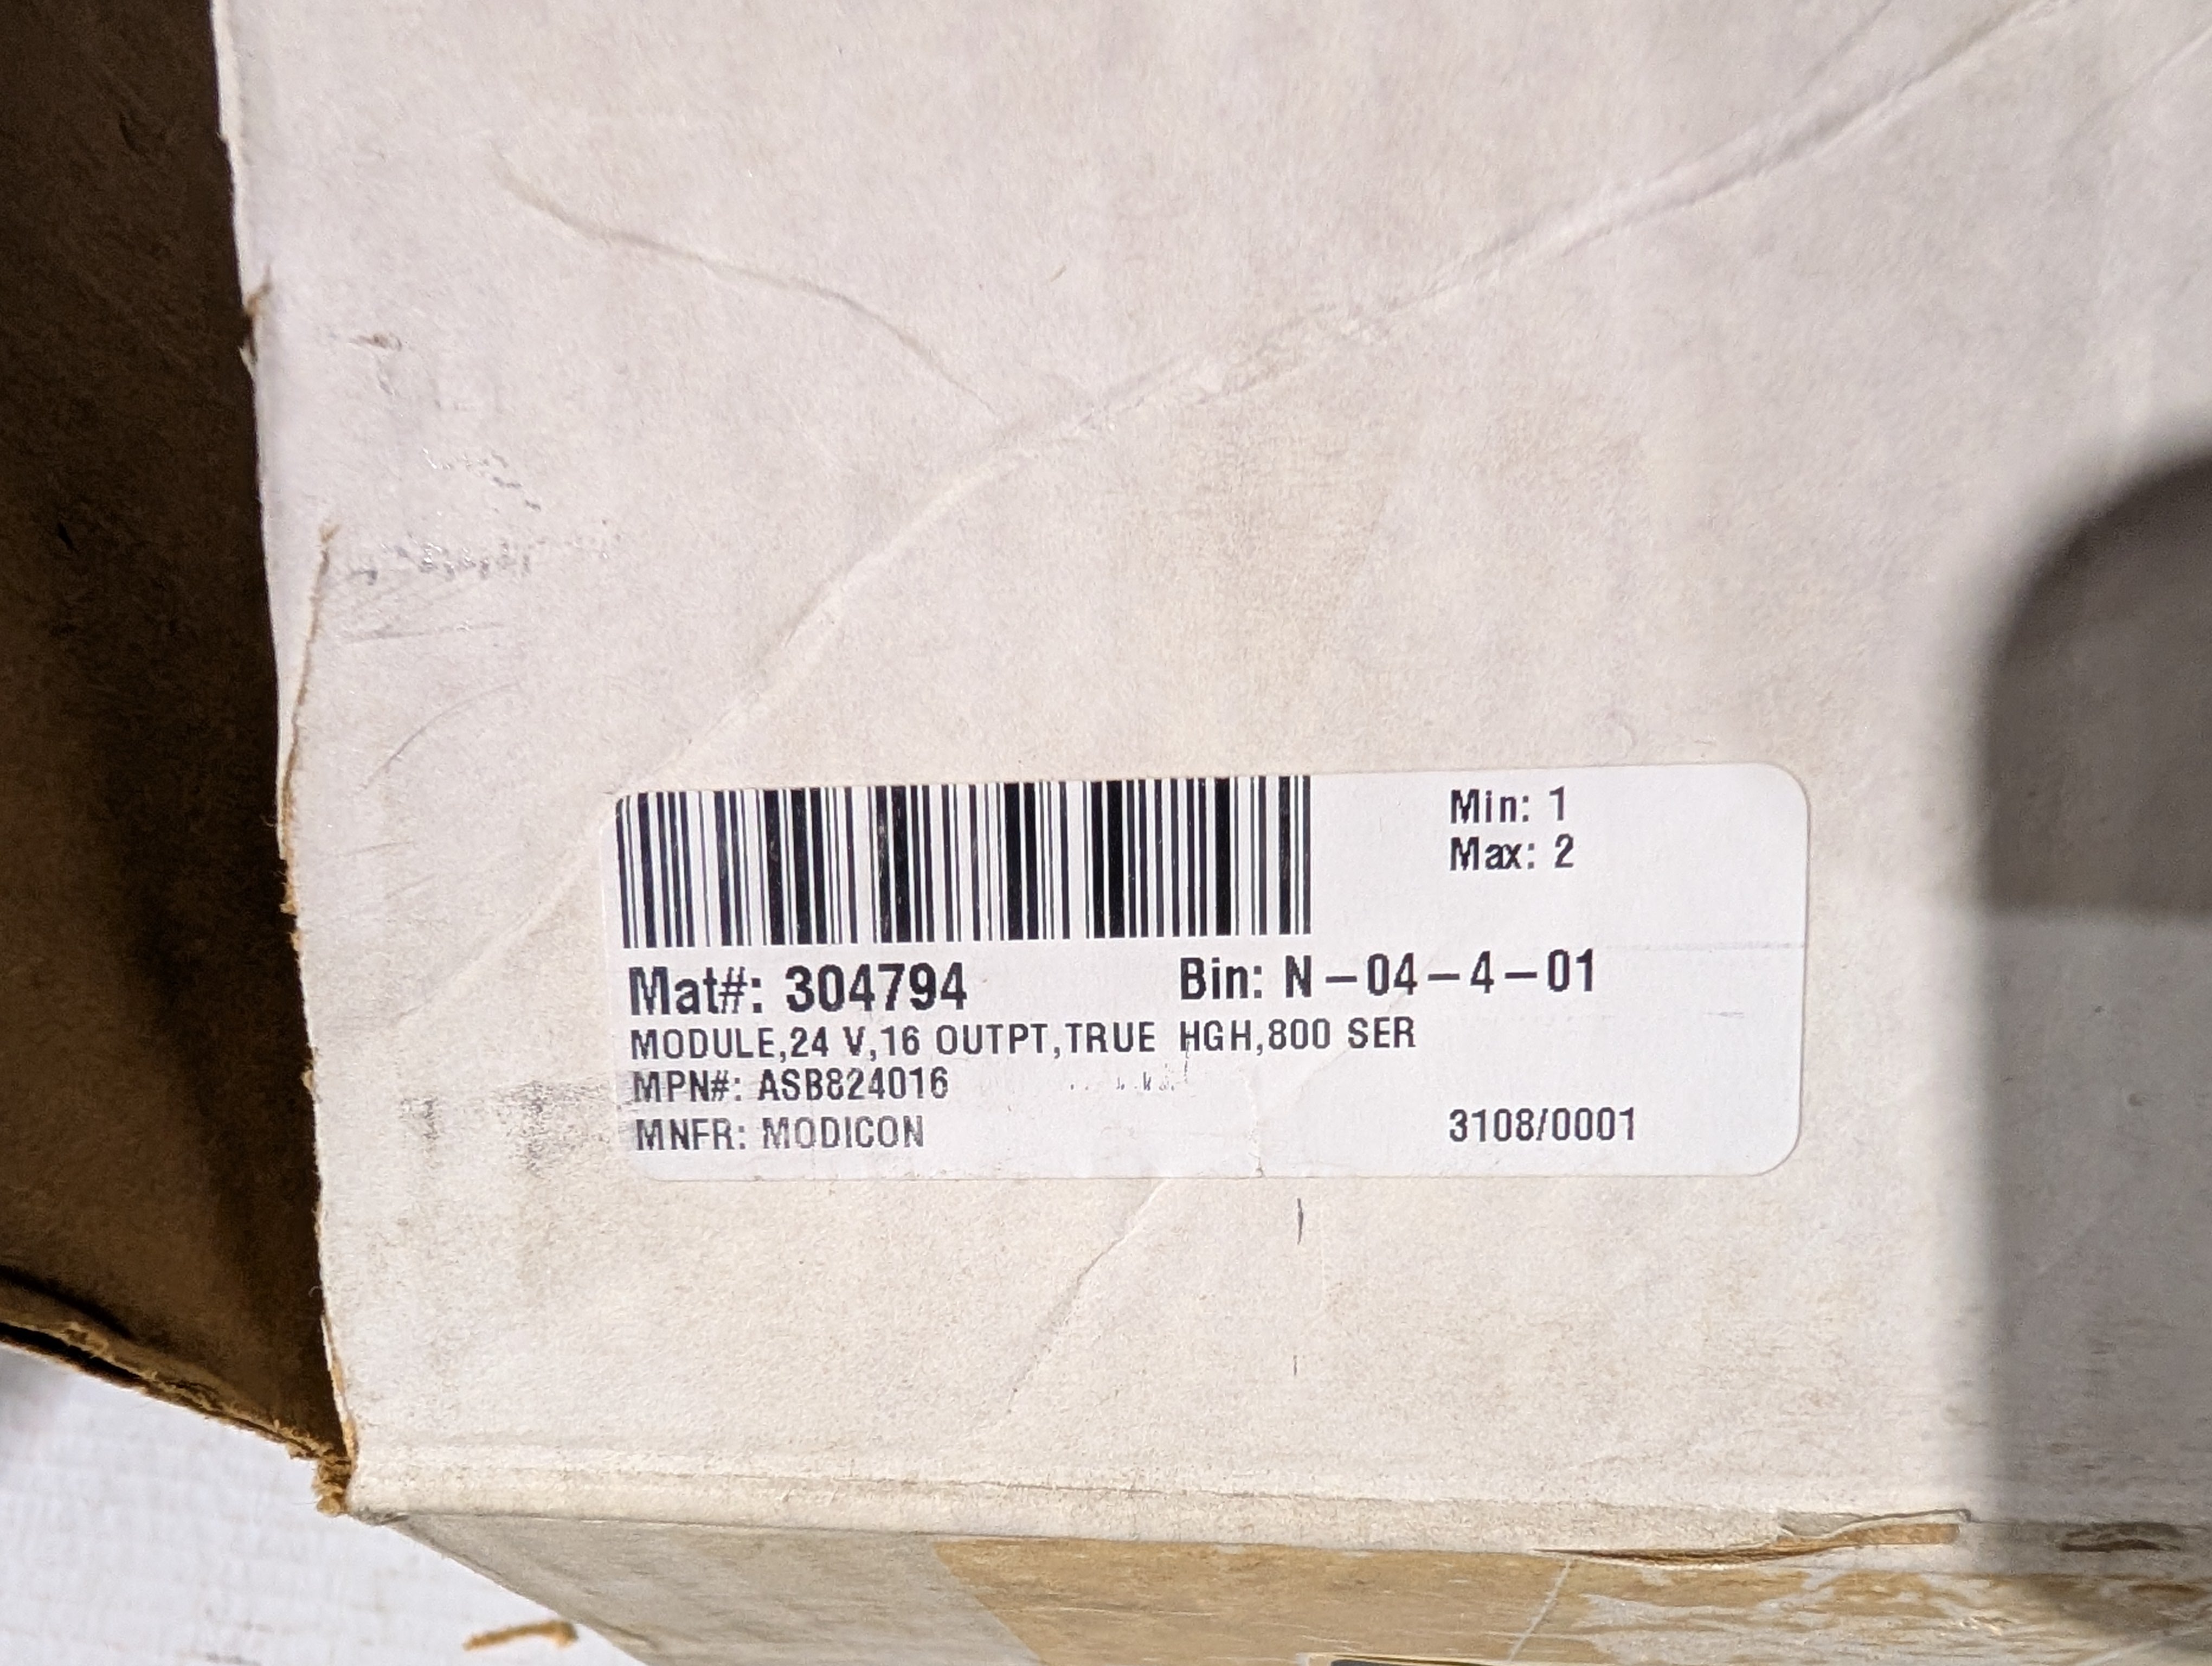 Min: 1
Max: 2
Mat#: 304794 Bin: N-04-4-01
MODULE,24 V,16 OUTPT,TRUE HGH,800 SER
MPN#: ASB824016
MNFR: MODICON 3108/0001